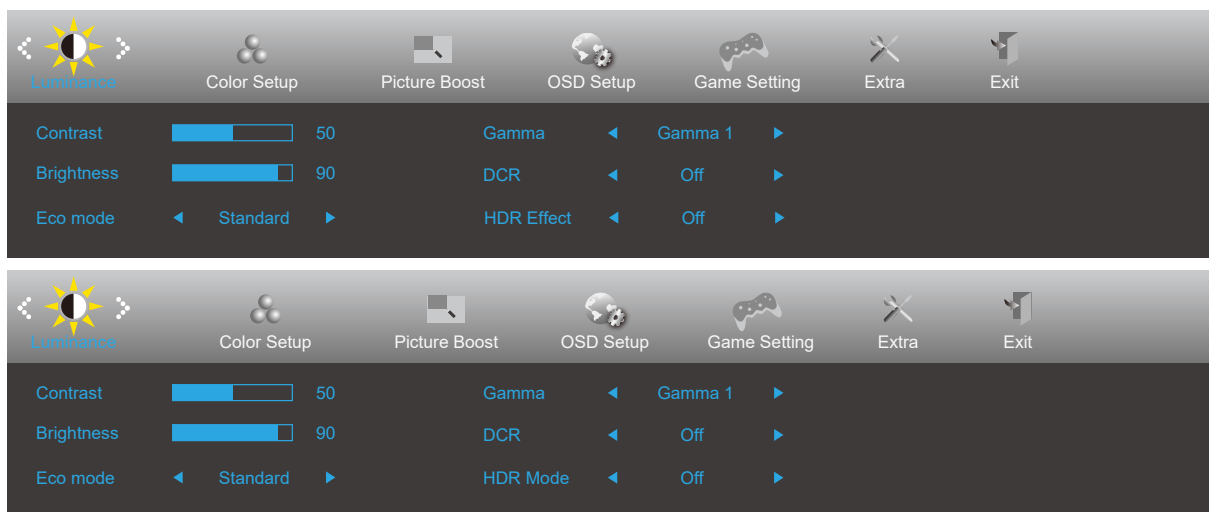 Luminance Color Setup Picture Boost OSD Setup Game Setting Extra Exit
Contrast 50 Gamma Gamma 1
Brightness 90 DCR Off
Eco mode Standard HDR Effect Off
Luminance Color Setup Picture Boost OSD Setup Game Setting Extra Exit
Contrast 50 Gamma Gamma 1
Brightness 90 DCR Off
Eco mode Standard HDR Mode Off